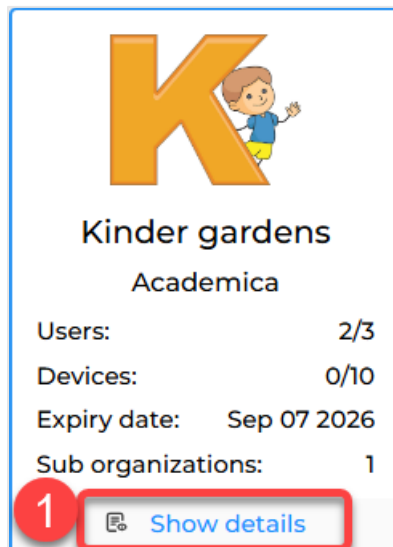 K
Kinder gardens
Academica
Users: 2/3
Devices: 0/10
Expiry date: Sep 07 2026
Sub organizations: 1
1 Show details